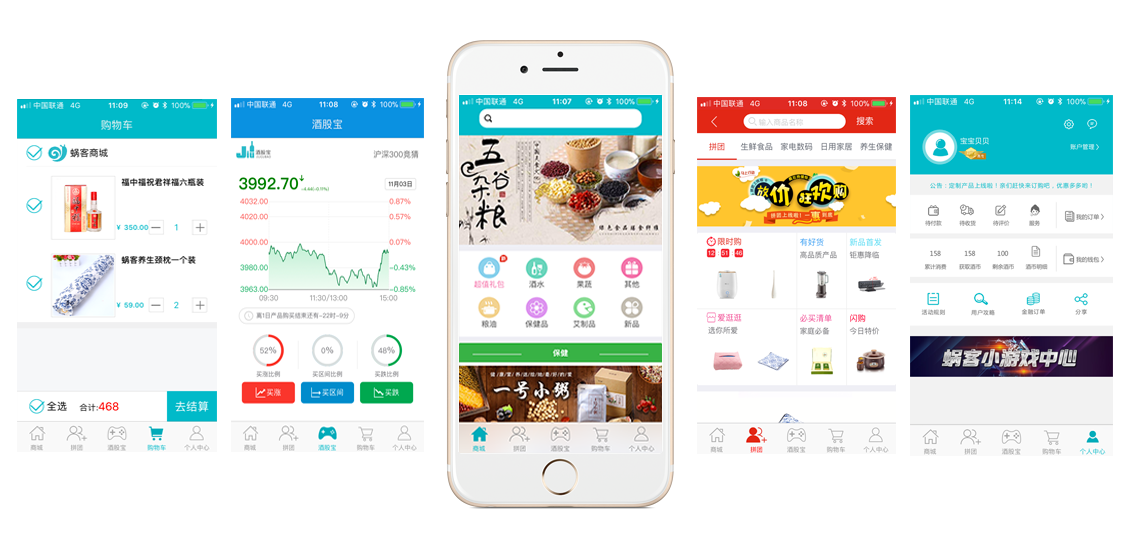 中国联通 4G 11:09 100%
购物车
蜗客商城
福中福祝君祥福六瓶装
¥ 350.00 — 1 +
蜗客养生颈枕一个装
¥ 59.00 — 2 +
全选 合计:468 去结算
商城 拼团 酒股宝 购物车 个人中心
中国联通 4G 11:08 100%
酒股宝
酒股宝 沪深300竞猜
3992.70 11月03日
4032.00 0.87%
4020.00 0.57%
4000.00 0.07%
3980.00 −0.43%
3963.00 −0.85%
09:30 11:30/13:00 15:00
离1日产品购买结束还有-22时-9分
52% 0% 48%
买涨比例 买区间比例 买跌比例
买涨 买区间 买跌
商城 拼团 酒股宝 购物车 个人中心
中国联通 4G 11:07 100%
五谷杂粮
超值礼包 酒水 果蔬 其他
粮油 保健品 艾制品 新品
保健
一号小粥
商城 拼团 酒股宝 购物车 个人中心
中国联通 4G 11:08 100%
输入商品名称 搜索
拼团 生鲜食品 家电数码 日用家居 养生保健
放价旺欢购
限时购 有好货 新品首发
12 51 46 高品质产品 钜惠降临
爱逛逛 必买清单 闪购
选你所爱 家庭必备 今日特价
商城 拼团 酒股宝 购物车 个人中心
中国联通 4G 11:14 100%
宝宝贝贝
账户管理
公告：定制产品上线啦！亲们赶快来订购吧，优惠多多哟！
待付款 待收货 待评价 服务 我的订单
158 158 100
累计消费 获取酒币 剩余酒币 酒币明细 我的钱包
活动规则 用户攻略 金融订单 分享
蜗客小游戏中心
商城 拼团 酒股宝 购物车 个人中心